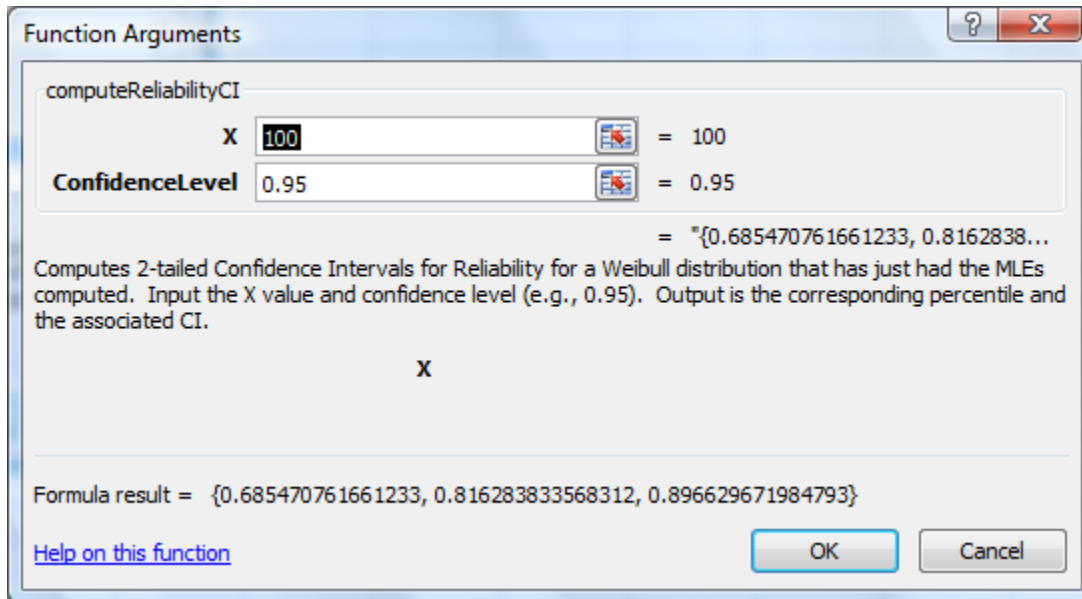 Function Arguments
computeReliabilityCI
X 100 = 100
ConfidenceLevel 0.95 = 0.95
= "{0.685470761661233, 0.8162838...
Computes 2-tailed Confidence Intervals for Reliability for a Weibull distribution that has just had the MLEs
computed. Input the X value and confidence level (e.g., 0.95). Output is the corresponding percentile and
the associated CI.
X
Formula result = {0.685470761661233, 0.816283833568312, 0.896629671984793}
Help on this function OK Cancel